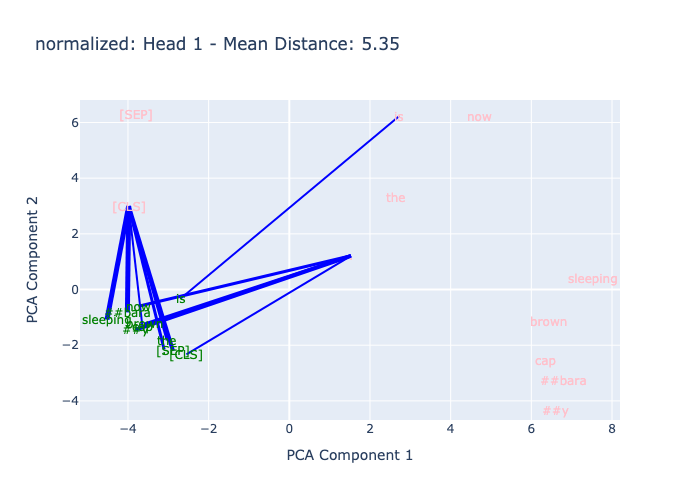 normalized: Head 1 - Mean Distance: 5.35
[SEP]
is
now
6
the
4
[CLS]
2
sleeping
0
is
now
##bara
sleeping
brown
##y
the
[SEP]
[CLS]
−2
brown
cap
##bara
−4
##y
−4
−2
0
2
4
6
8
PCA Component 1
PCA Component 2